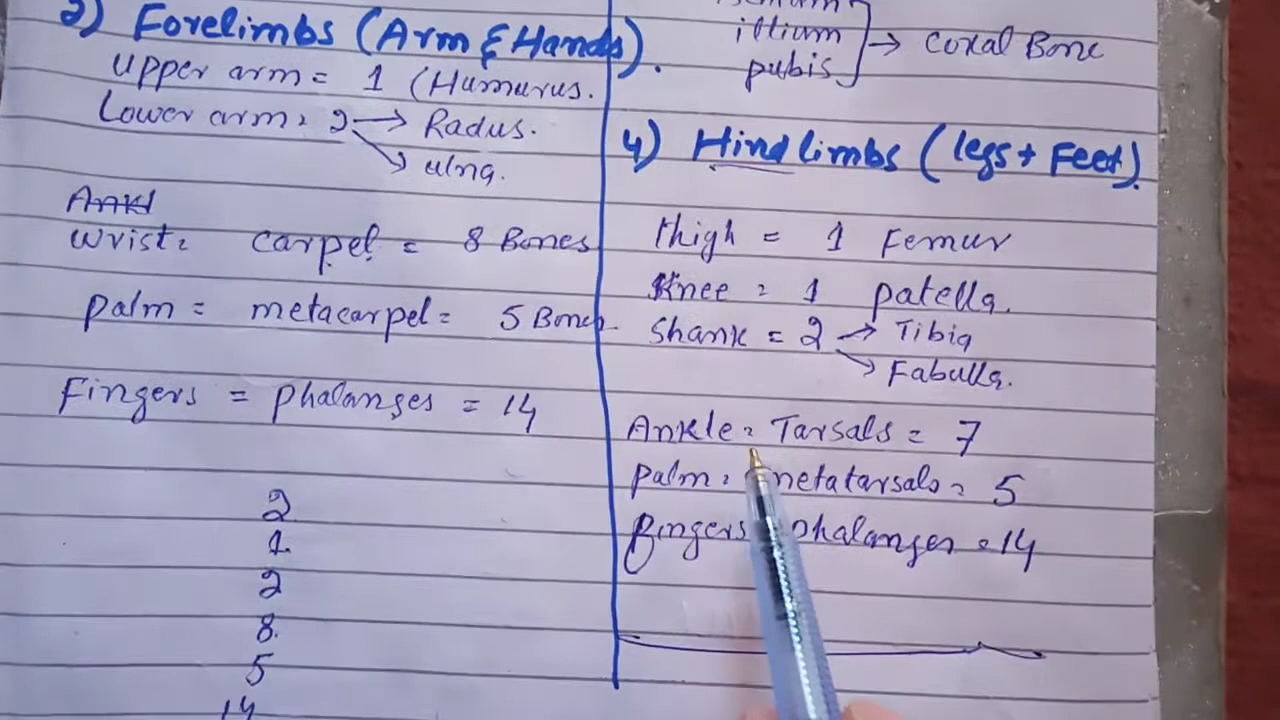 2) Forelimbs (Arm & Hands).
Upper arm = 1 (Humurus.
Lower arm = 2 → Radus.
→ ulna.
Ankl
Wrist = carpel = 8 Bones
Palm = metacarpel = 5 Bones.
Fingers = phalanges = 14
2
1.
2
8.
5
14
illium
pubis
→ coxal Bone
4) Hind limbs (legs + Feet).
thigh = 1 Femur
Knee = 1 patella.
Shank = 2 → Tibia
→ Fabulla.
Ankle = Tarsals = 7
palm = metatarsals = 5
fingers phalanges = 14